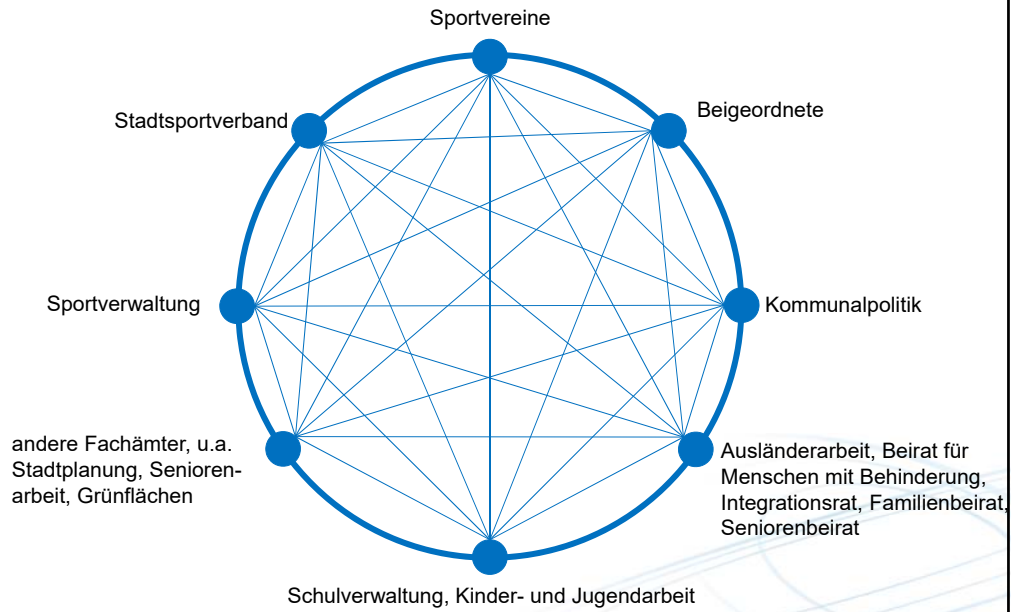 Sportvereine
Stadtsportverband
Beigeordnete
Sportverwaltung
Kommunalpolitik
andere Fachämter, u.a.
Stadtplanung, Senioren-
arbeit, Grünflächen
Ausländerarbeit, Beirat für
Menschen mit Behinderung,
Integrationsrat, Familienbeirat,
Seniorenbeirat
Schulverwaltung, Kinder- und Jugendarbeit